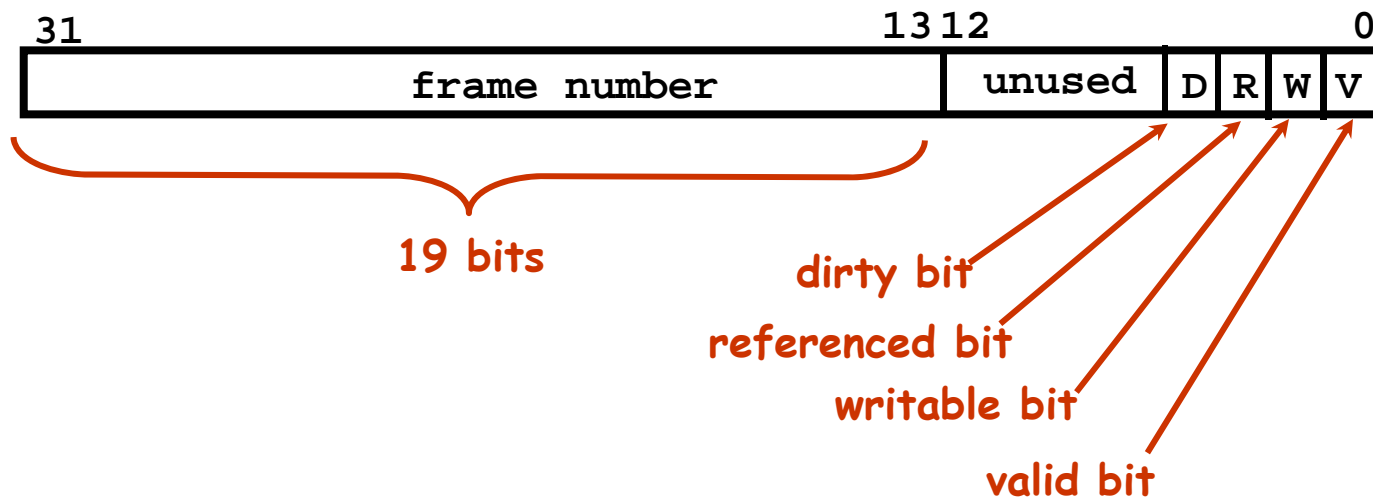 31 13 12 0
frame number unused D R W V
19 bits
dirty bit
referenced bit
writable bit
valid bit